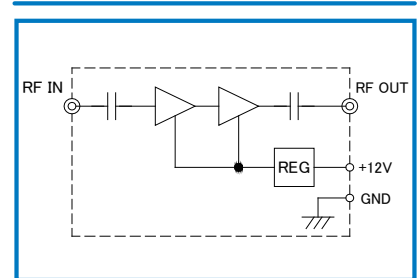 RF IN
RF OUT
REG
+12V
GND